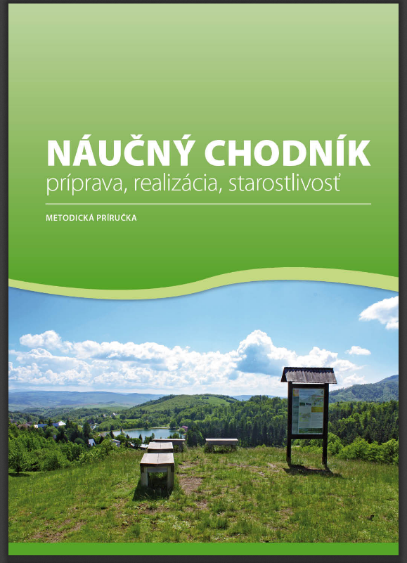 NÁUČNÝ CHODNÍK
príprava, realizácia, starostlivosť
METODICKÁ PRÍRUČKA